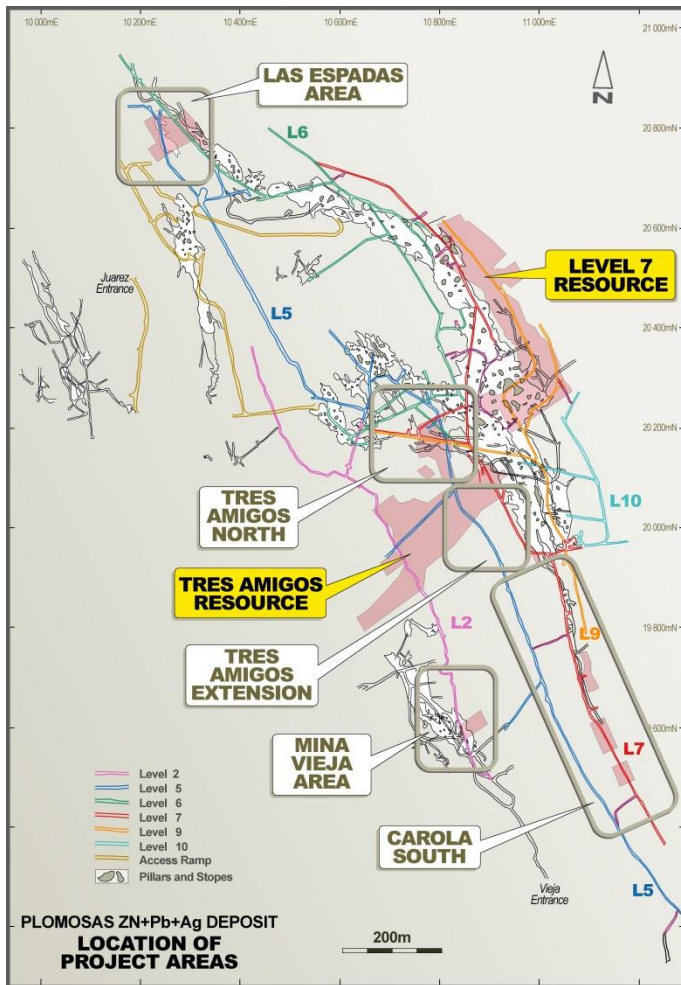 10 000mE
10 200mE
10 400mE
10 600mE
10 800mE
11 000mE
20 000mN
LAS ESPADAS
AREA
N
L6
20 800mN
20 600mN
LEVEL 7
RESOURCE
Juarez
Entrance
L5
20 400mN
20 200mN
TRES
AMIGOS
NORTH
L10
20 000mN
TRES AMIGOS
RESOURCE
L2
L9
19 800mN
TRES
AMIGOS
EXTENSION
MINA
VIEJA
AREA
600mN
L7
Level 2
Level 5
Level 6
Level 7
Level 9
Level 10
Access Ramp
Pillars and Stopes
CAROLA
SOUTH
Vieja
Entrance
L5
PLOMOSAS ZN+Pb+Ag DEPOSIT
LOCATION OF
PROJECT AREAS
200m